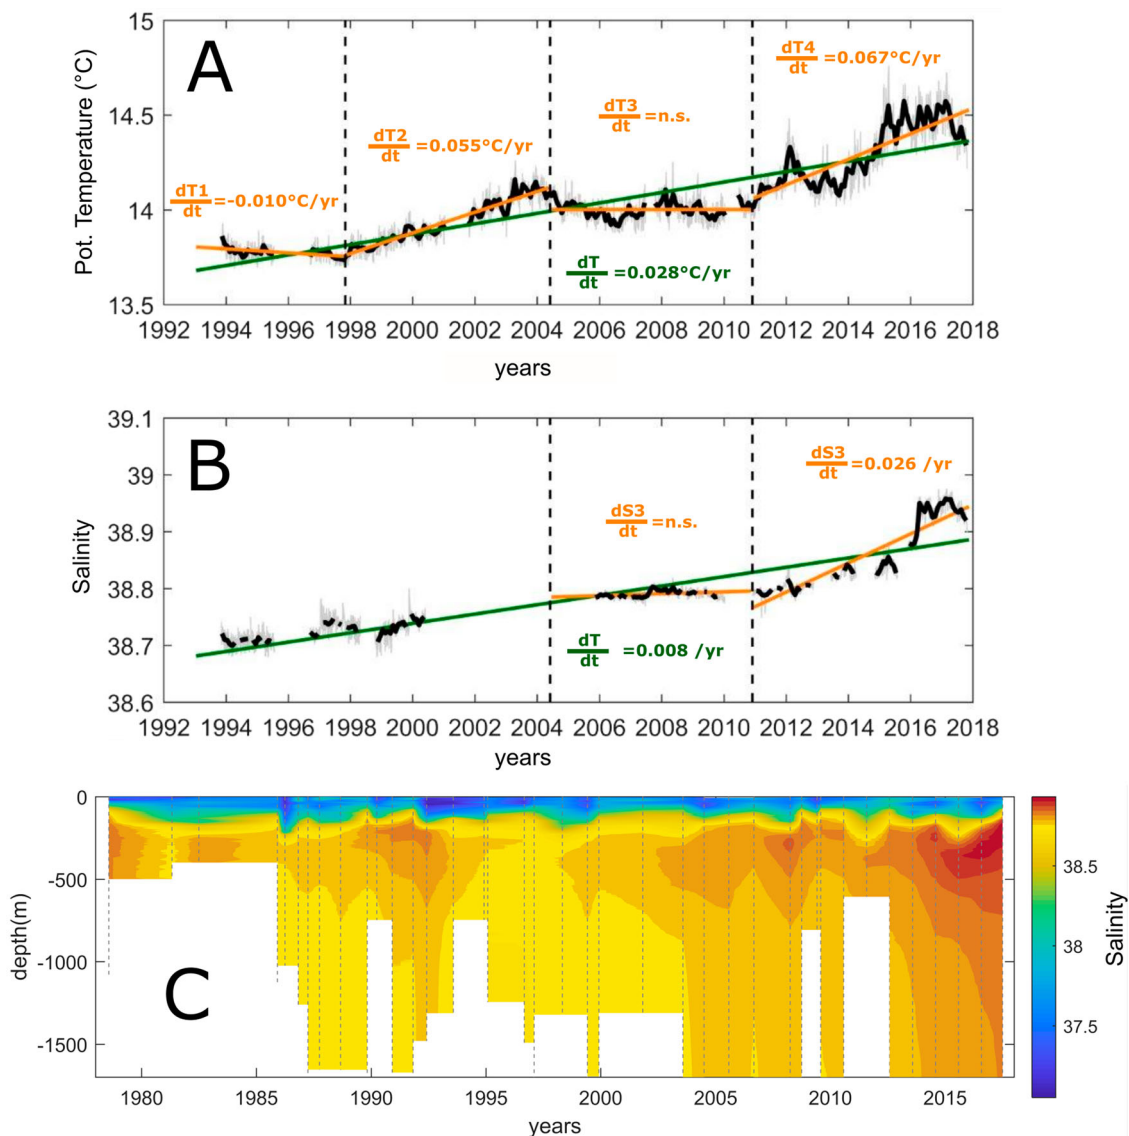 15
14.5
14
13.5
Pot. Temperature (°C)
A
dT1
dt
=-0.010°C/yr
dT2
dt
=0.055°C/yr
dT3
dt
=n.s.
dT4
dt
=0.067°C/yr
dT
dt
=0.028°C/yr
1992 1994 1996 1998 2000 2002 2004 2006 2008 2010 2012 2014 2016 2018
years
39.1
39
38.9
38.8
38.7
38.6
Salinity
B
dS3
dt
=n.s.
dS3
dt
=0.026 /yr
dT
dt
=0.008 /yr
1992 1994 1996 1998 2000 2002 2004 2006 2008 2010 2012 2014 2016 2018
years
0
-500
-1000
-1500
depth(m)
C
1980 1985 1990 1995 2000 2005 2010 2015
years
38.5
38
37.5
Salinity